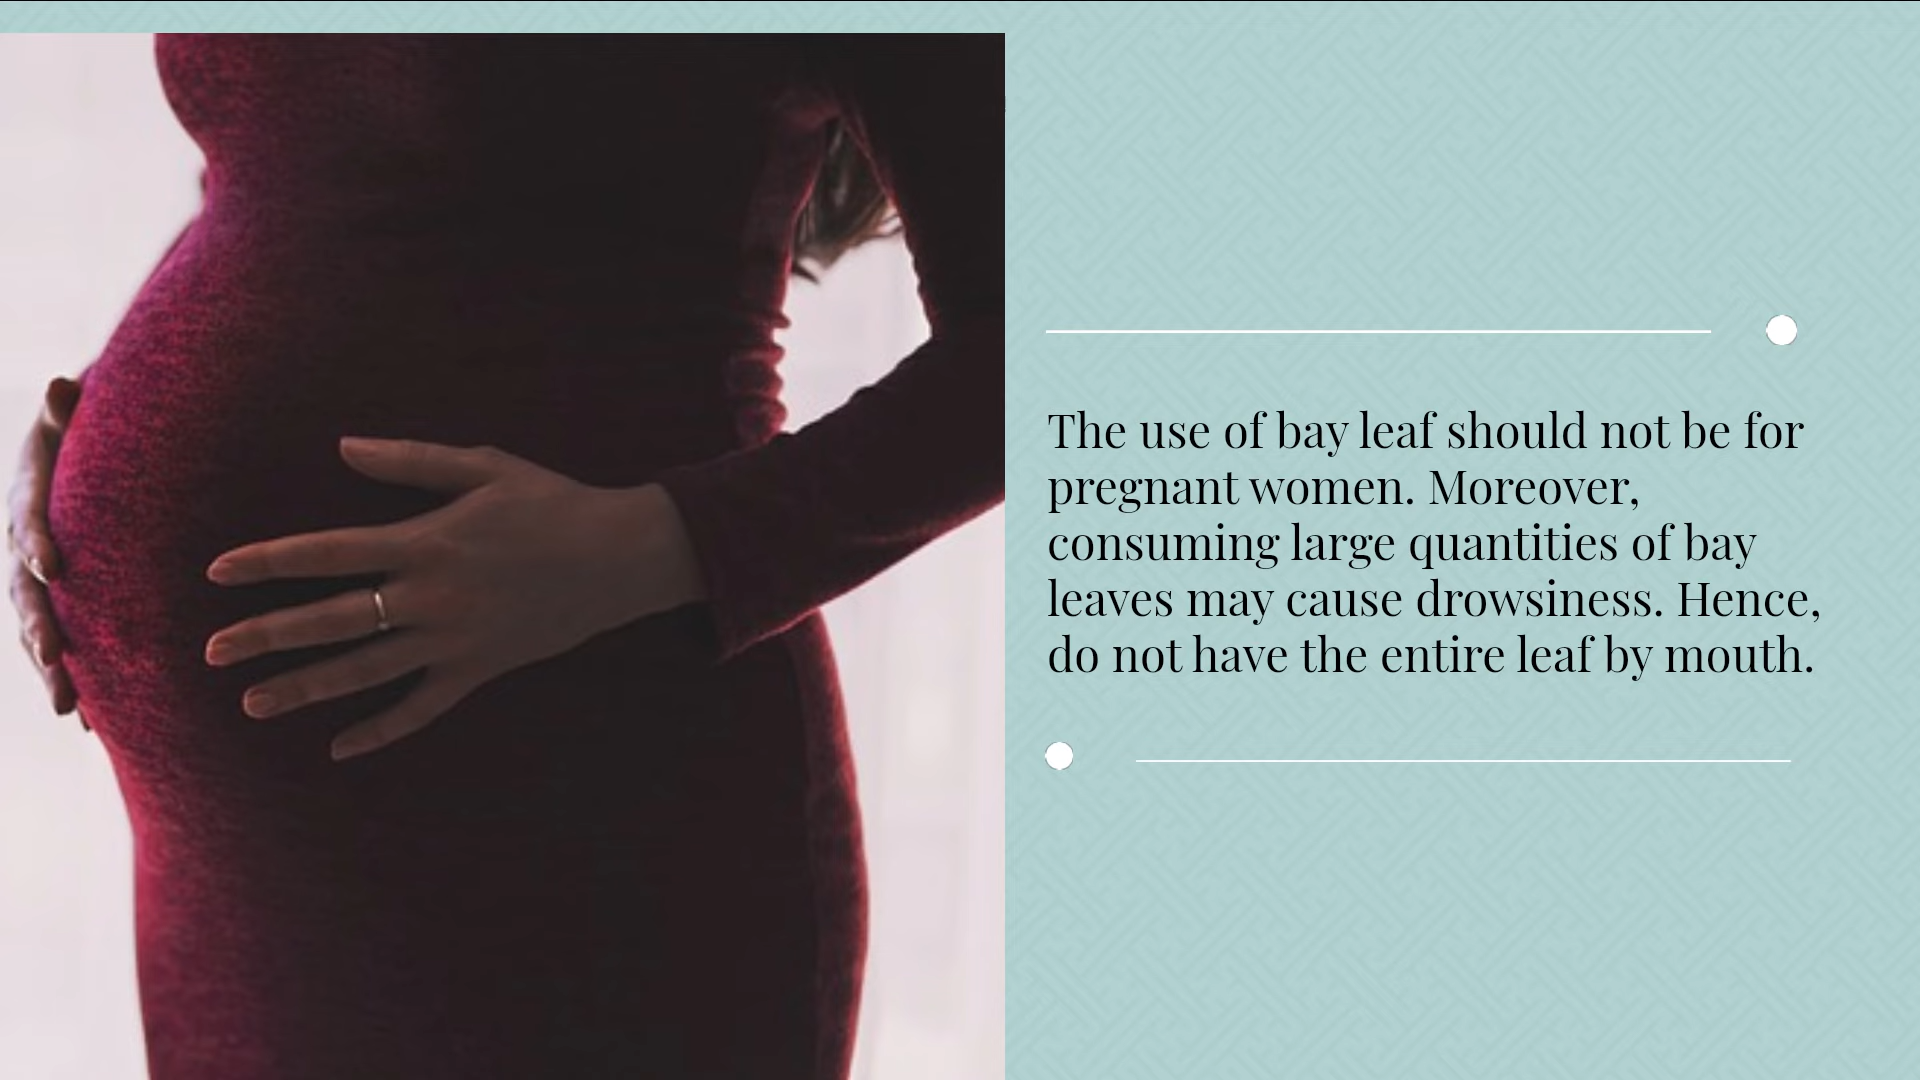 The use of bay leaf should not be for
pregnant women. Moreover,
consuming large quantities of bay
leaves may cause drowsiness. Hence,
do not have the entire leaf by mouth.